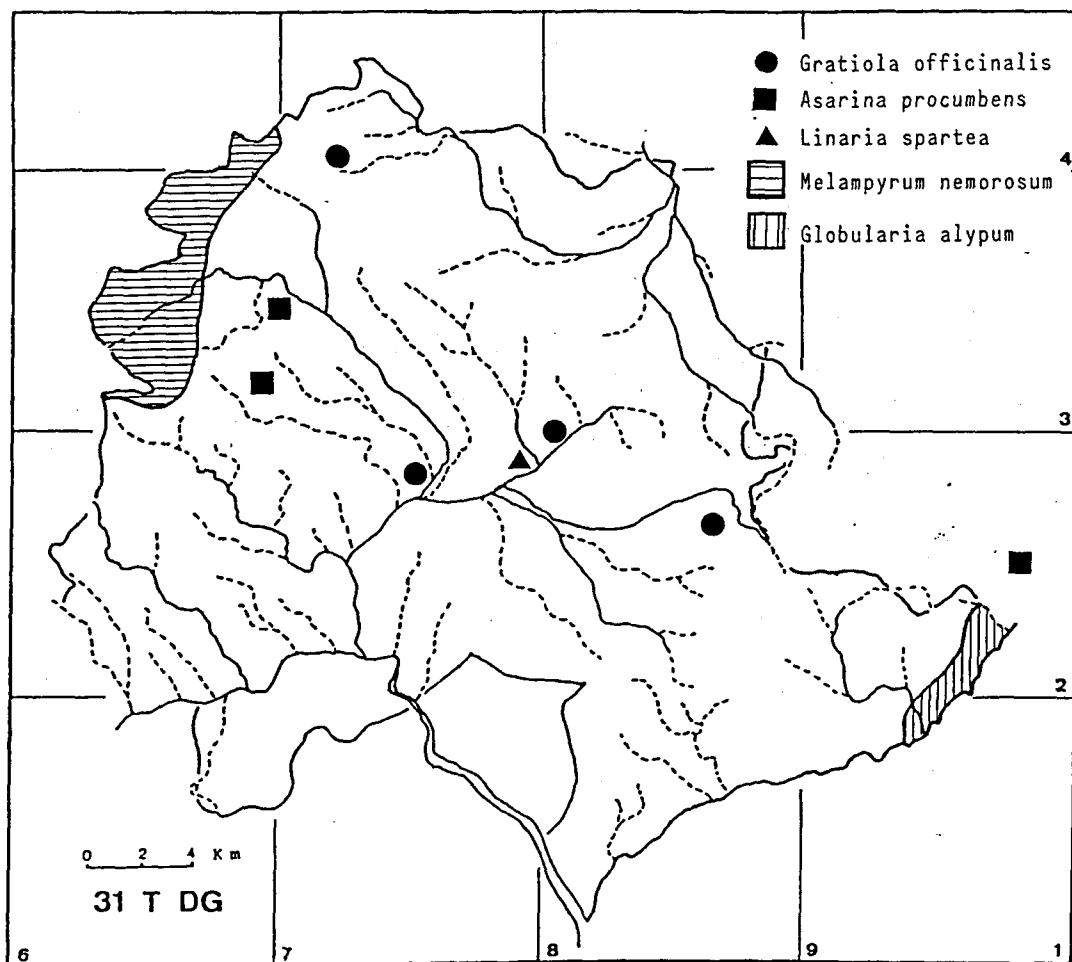 Gratiola officinalis
Asarina procumbens
Linaria spartea
Melampyrum nemorosum
Globularia alypum
4
3
2
0 2 4 Km
31 T DG
6 7 8 9 1